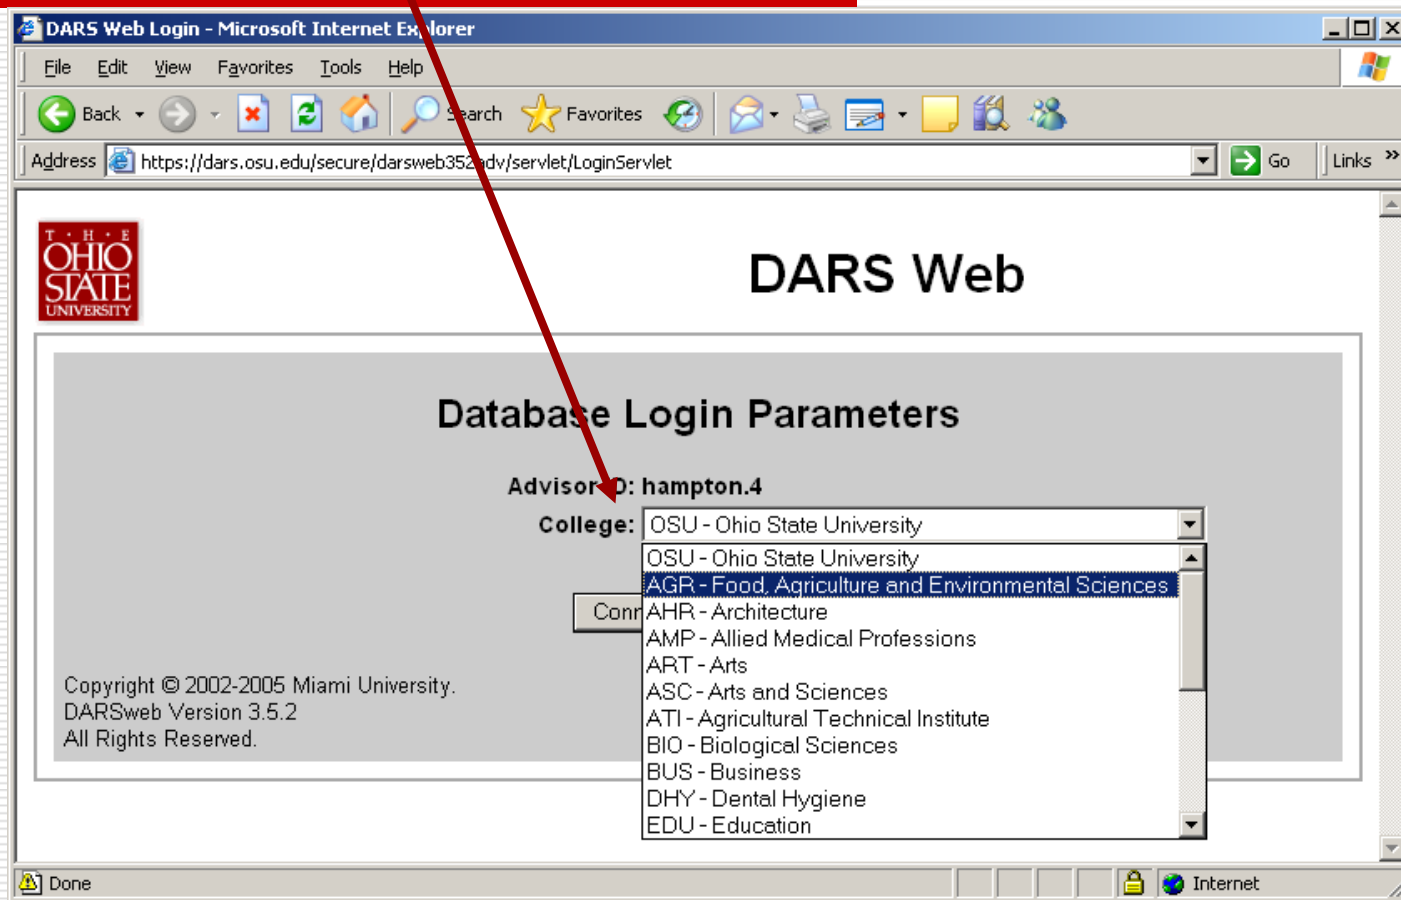 DARS Web Login - Microsoft Internet Explorer
File Edit View Favorites Tools Help
Back Search Favorites
Address https://dars.osu.edu/secure/darsweb352adv/servlet/LoginServlet Go Links »
T · H · E
OHIO
STATE
UNIVERSITY
DARS Web
Database Login Parameters
Advisor ID: hampton.4
College: OSU - Ohio State University
OSU - Ohio State University
AGR - Food, Agriculture and Environmental Sciences
Conn
AHR - Architecture
AMP - Allied Medical Professions
ART - Arts
ASC - Arts and Sciences
ATI - Agricultural Technical Institute
BIO - Biological Sciences
BUS - Business
DHY - Dental Hygiene
EDU - Education
Copyright © 2002-2005 Miami University.
DARSweb Version 3.5.2
All Rights Reserved.
Done Internet